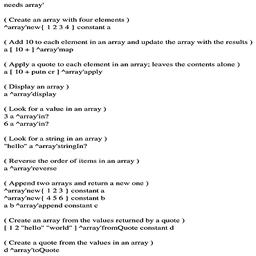 needs array'
( Create an array with four elements )
^array'new{ 1 2 3 4 } constant a
( Add 10 to each element in an array and update the array with the results )
a [ 10 + ] ^array'map
( Apply a quote to each element in an array; leaves the contents alone )
a [ 10 + putn cr ] ^array'apply
( Display an array )
a ^array'display
( Look for a value in an array )
3 a ^array'in?
6 a ^array'in?
( Look for a string in an array )
"hello" a ^array'stringIn?
( Reverse the order of items in an array )
a ^array'reverse
( Append two arrays and return a new one )
^array'new{ 1 2 3 } constant a
^array'new{ 4 5 6 } constant b
a b ^array'append constant c
( Create an array from the values returned by a quote )
[ 1 2 "hello" "world" ] ^array'fromQuote constant d
( Create a quote from the values in an array )
d ^array'toQuote